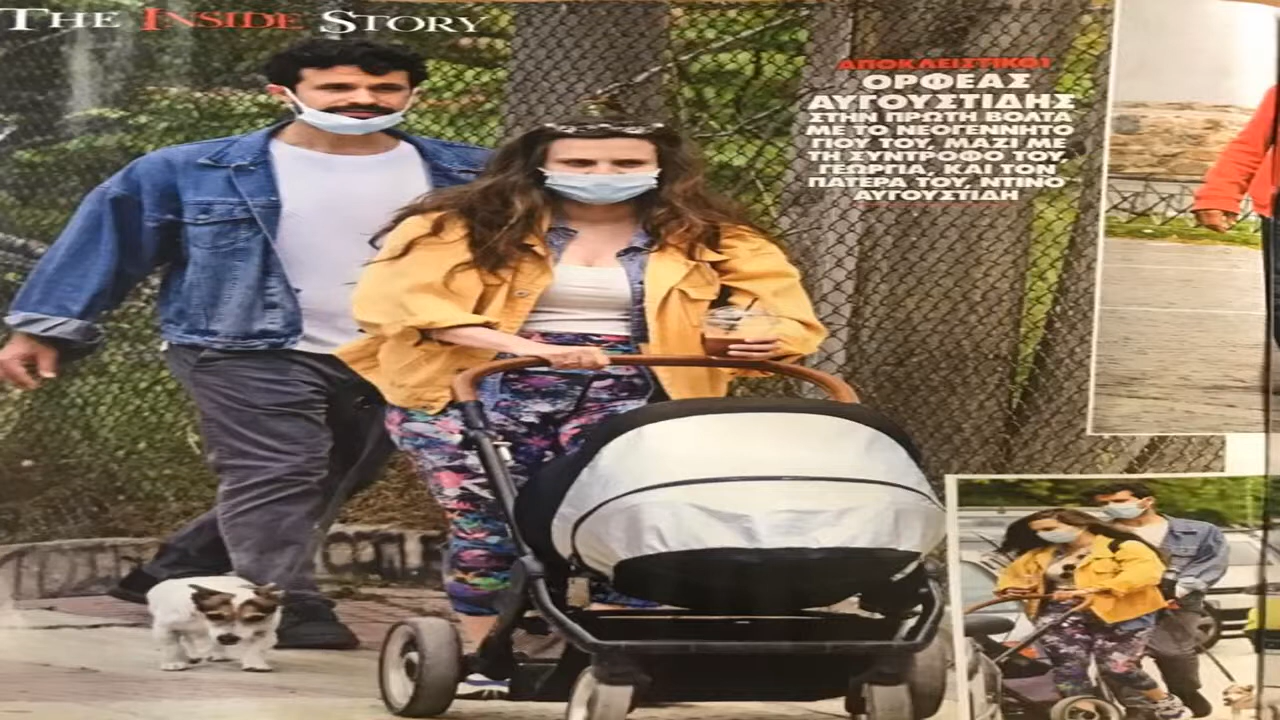 THE INSIDE STORY
ΑΠΟΚΛΕΙΣΤΙΚΟ!
ΟΡΦΕΑΣ
ΑΥΓΟΥΣΤΙΔΗΣ
ΣΤΗΝ ΠΡΩΤΗ ΒΟΛΤΑ
ΜΕ ΤΟ ΝΕΟΓΕΝΝΗΤΟ
ΓΙΟΥ ΤΟΥ, ΜΑΖΙ ΜΕ
ΤΗ ΣΥΝΤΡΟΦΟ ΤΟΥ,
ΓΕΩΡΓΙΑ, ΚΑΙ ΤΟΝ
ΠΑΤΕΡΑ ΤΟΥ, ΝΤΙΝΟ
ΑΥΓΟΥΣΤΙΔΗ